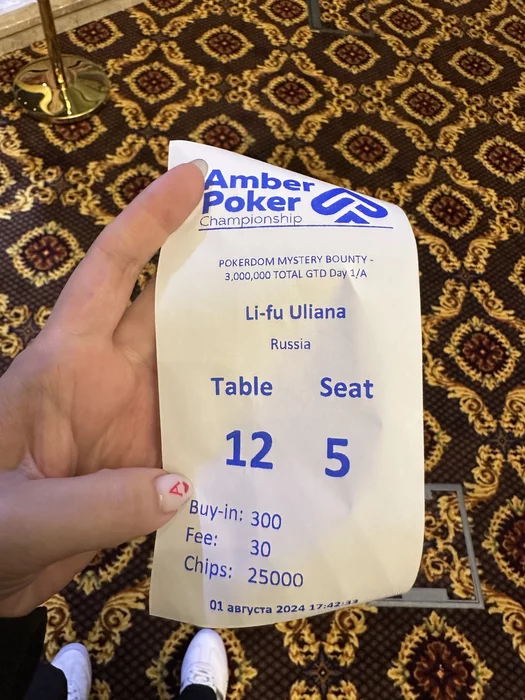 Amber
Poker
Championship
POKERDOM MYSTERY BOUNTY -
3,000,000 TOTAL GTD Day 1/A
Li-fu Uliana
Russia
Table Seat
12 5
Buy-in: 300
Fee: 30
Chips: 25000
01 августа 2024 17:42:33
A